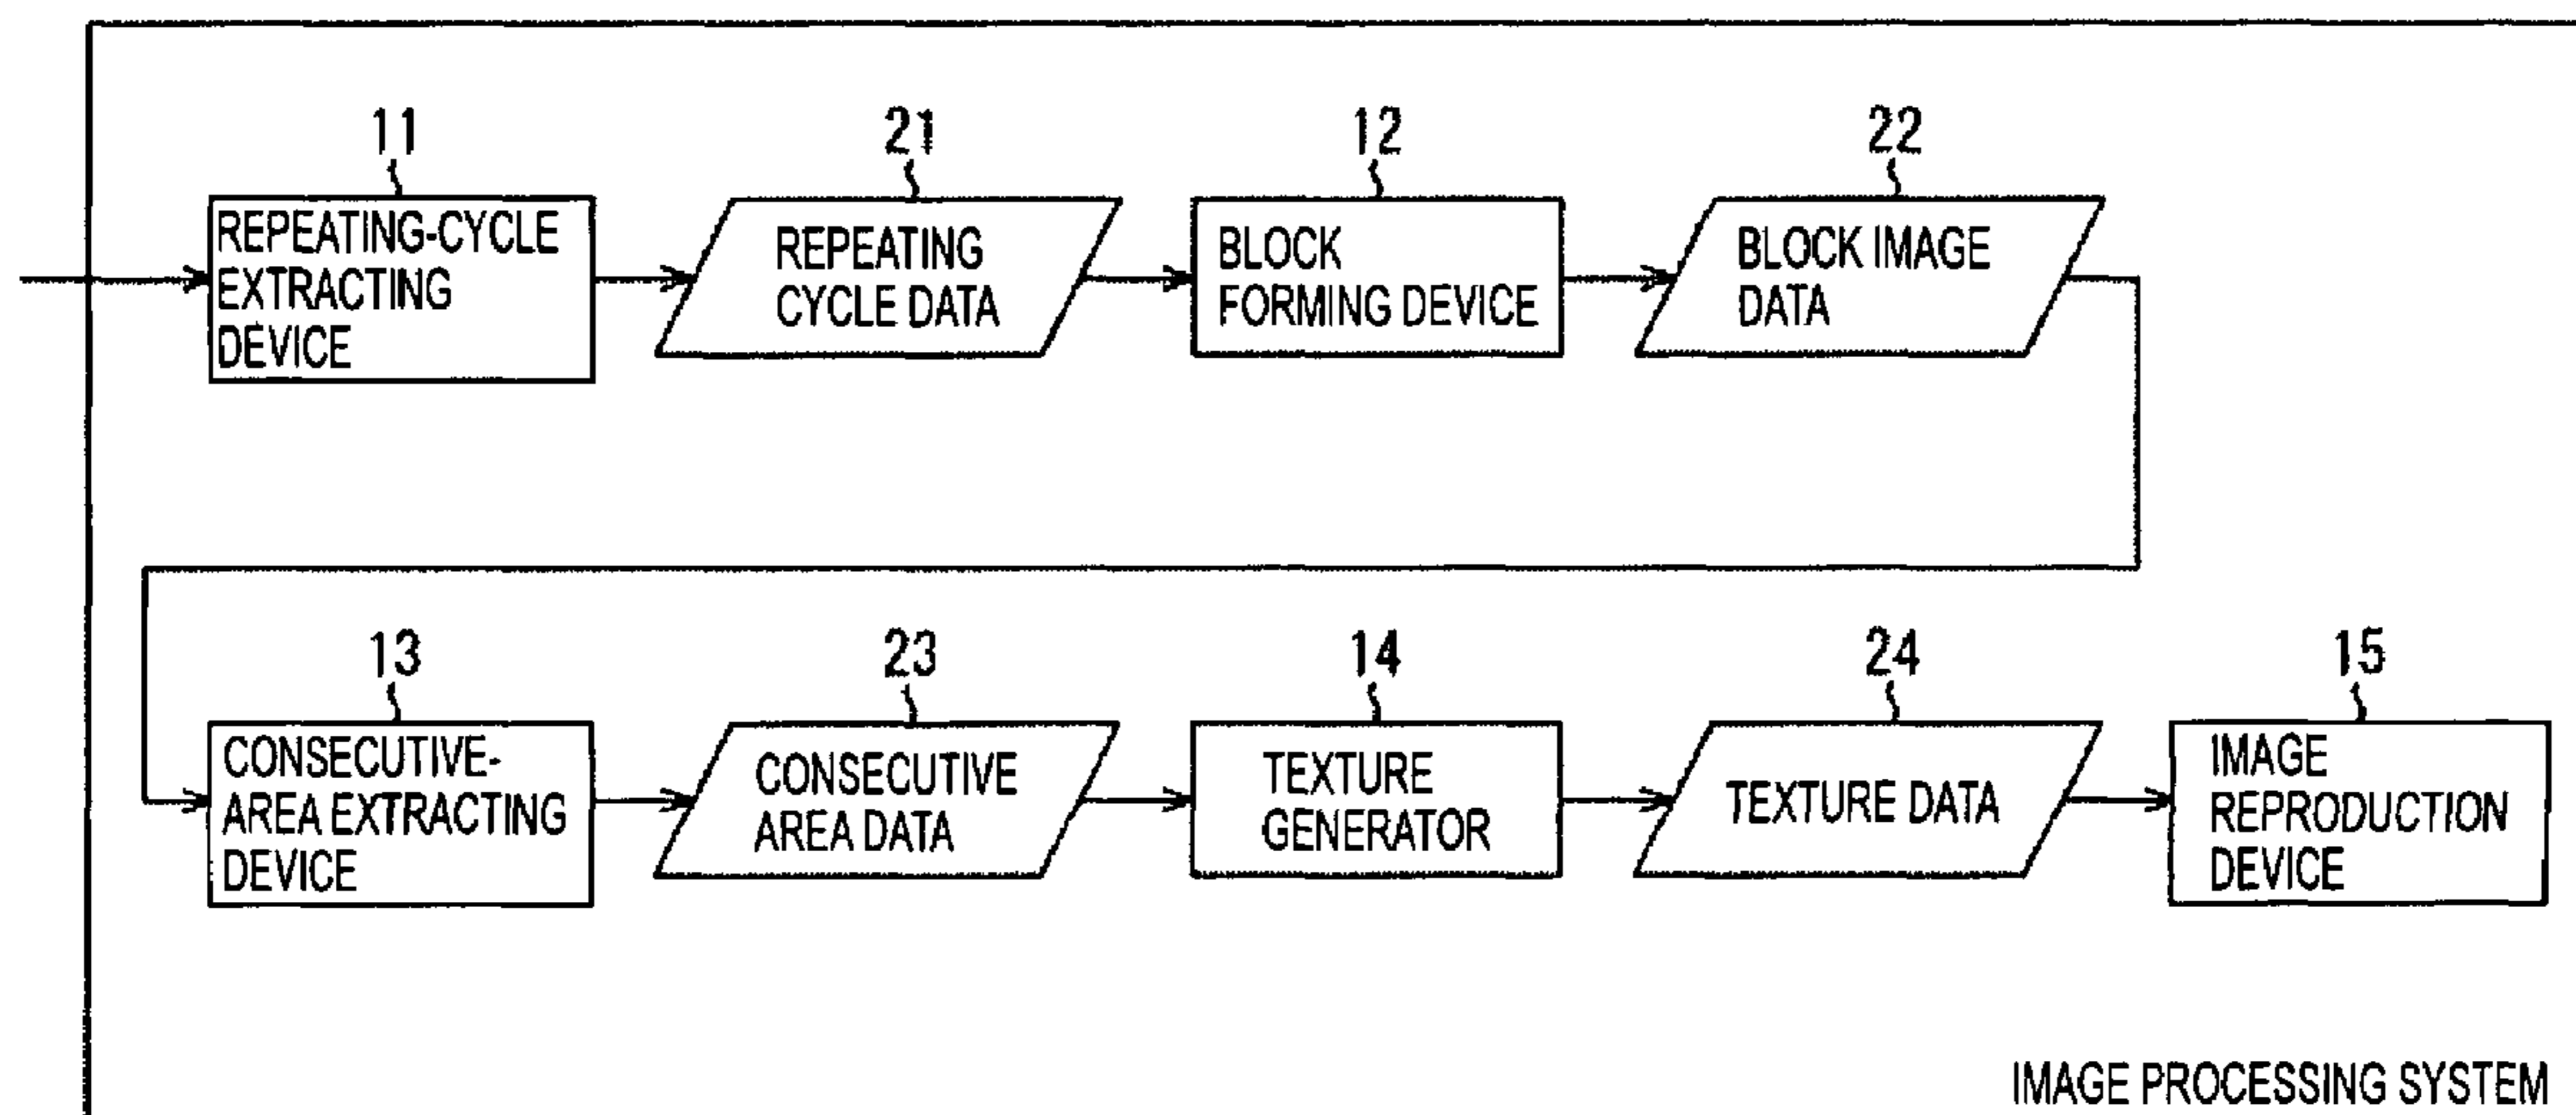 11
21
12
22
REPEATING-CYCLE
EXTRACTING
DEVICE
REPEATING
CYCLE DATA
BLOCK
FORMING DEVICE
BLOCK IMAGE
DATA
13
23
14
24
15
CONSECUTIVE-
AREA EXTRACTING
DEVICE
CONSECUTIVE
AREA DATA
TEXTURE
GENERATOR
TEXTURE DATA
IMAGE
REPRODUCTION
DEVICE
IMAGE PROCESSING SYSTEM